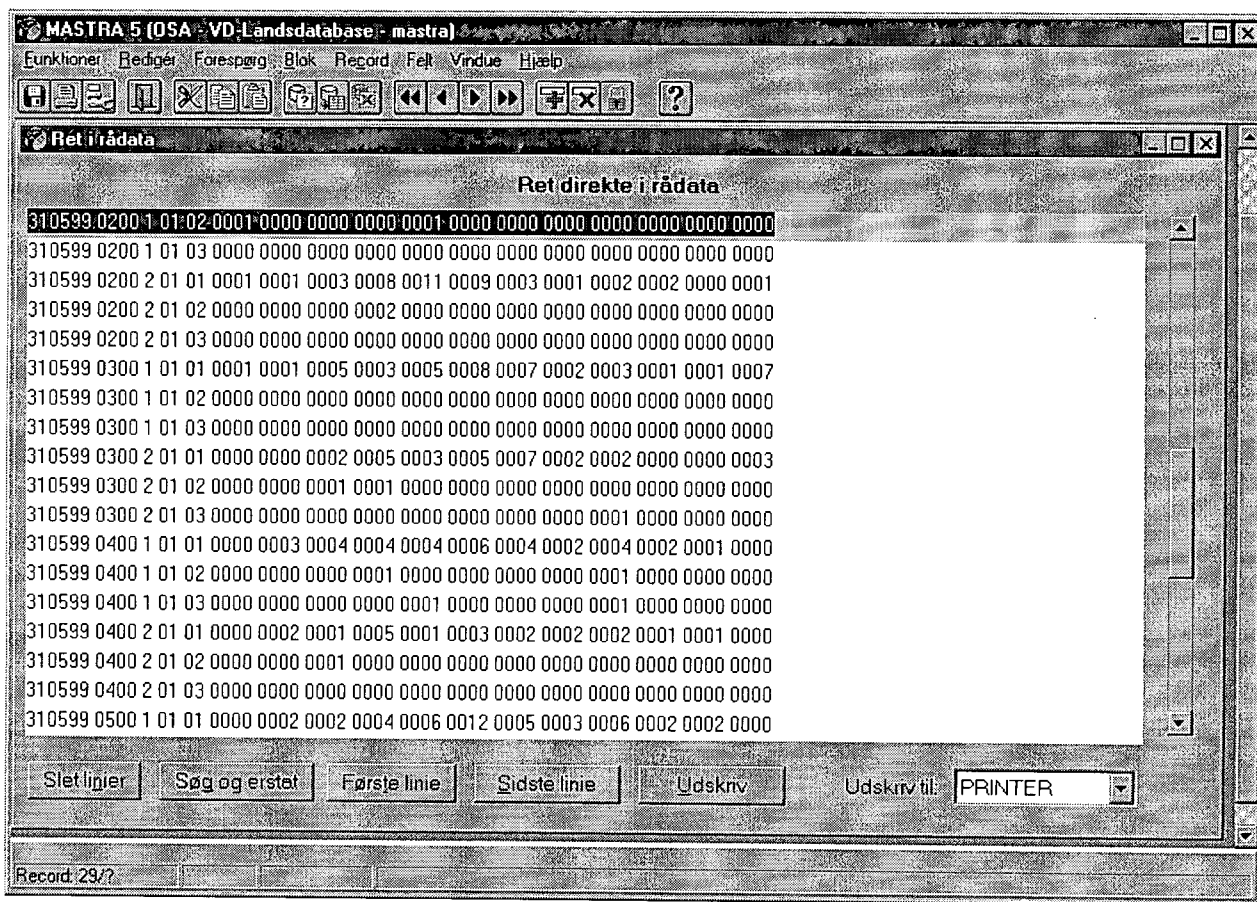 MASTRA 5 (OSA - VD-Landsdatabase - mastra)
Funktioner Redigér Forespørg Blok Record Felt Vindue Hjælp
Ret i rådata
Ret direkte i rådata
310599 0200 1 01 02 0001 0000 0000 0000 0001 0000 0000 0000 0000 0000 0000 0000
310599 0200 1 01 03 0000 0000 0000 0000 0000 0000 0000 0000 0000 0000 0000 0000
310599 0200 2 01 01 0001 0001 0003 0008 0011 0009 0003 0001 0002 0002 0000 0001
310599 0200 2 01 02 0000 0000 0000 0002 0000 0000 0000 0000 0000 0000 0000 0000
310599 0200 2 01 03 0000 0000 0000 0000 0000 0000 0000 0000 0000 0000 0000 0000
310599 0300 1 01 01 0001 0001 0005 0003 0005 0008 0007 0002 0003 0001 0001 0007
310599 0300 1 01 02 0000 0000 0000 0000 0000 0000 0000 0000 0000 0000 0000 0000
310599 0300 1 01 03 0000 0000 0000 0000 0000 0000 0000 0000 0000 0000 0000 0000
310599 0300 2 01 01 0000 0000 0002 0005 0003 0005 0007 0002 0002 0000 0000 0003
310599 0300 2 01 02 0000 0000 0001 0001 0000 0000 0000 0000 0000 0000 0000 0000
310599 0300 2 01 03 0000 0000 0000 0000 0000 0000 0000 0000 0001 0000 0000 0000
310599 0400 1 01 01 0000 0003 0004 0004 0004 0006 0004 0002 0004 0002 0001 0000
310599 0400 1 01 02 0000 0000 0000 0001 0000 0000 0000 0000 0001 0000 0000 0000
310599 0400 1 01 03 0000 0000 0000 0000 0001 0000 0000 0000 0001 0000 0000 0000
310599 0400 2 01 01 0000 0002 0001 0005 0001 0003 0002 0002 0002 0001 0001 0000
310599 0400 2 01 02 0000 0000 0001 0000 0000 0000 0000 0000 0000 0000 0000 0000
310599 0400 2 01 03 0000 0000 0000 0000 0000 0000 0000 0000 0000 0000 0000 0000
310599 0500 1 01 01 0000 0002 0002 0004 0006 0012 0005 0003 0006 0002 0002 0000
Slet linier Søg og erstat Første linie Sidste linie Udskriv Udskriv til: PRINTER
Record: 29/?